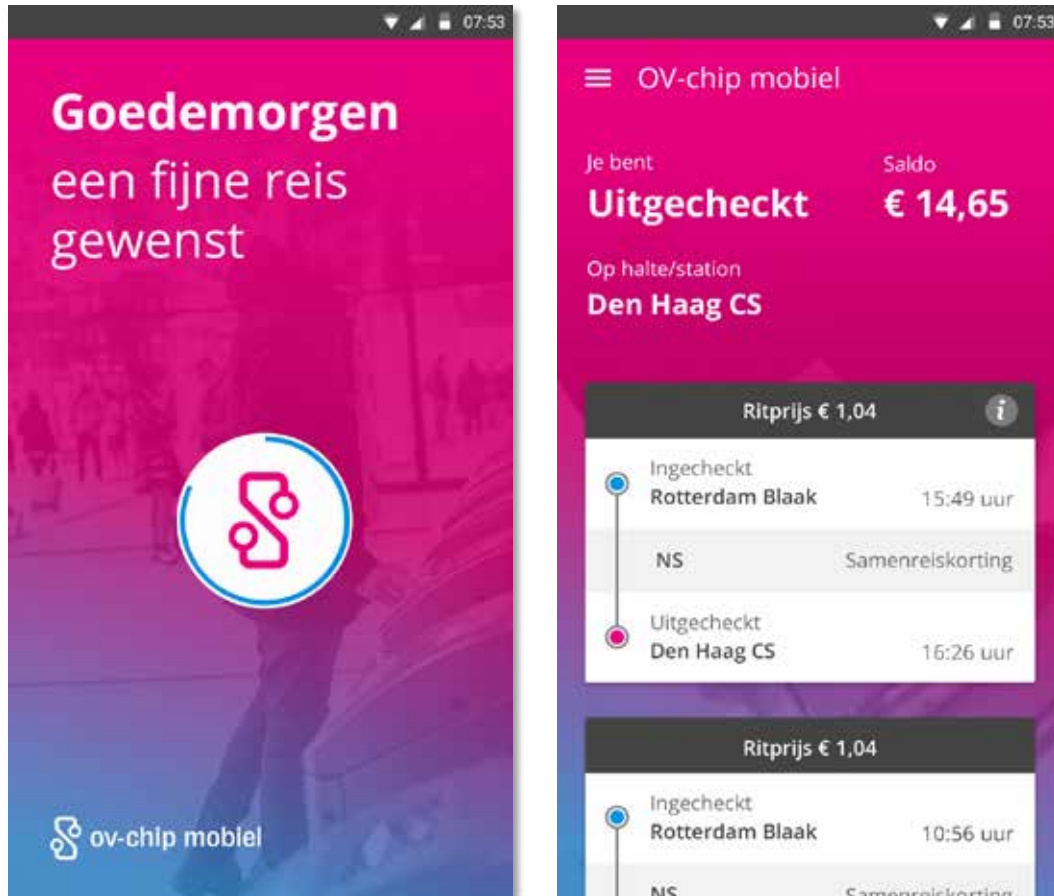 07:53
Goedemorgen
een fijne reis
gewenst
ov-chip mobiel
07:53
OV-chip mobiel
Je bent
Saldo
Uitgecheckt
€ 14,65
Op halte/station
Den Haag CS
Ritprijs € 1,04
i
Ingecheckt
Rotterdam Blaak
15:49 uur
NS
Samenreiskorting
Uitgecheckt
Den Haag CS
16:26 uur
Ritprijs € 1,04
Ingecheckt
Rotterdam Blaak
10:56 uur
NS
Samenreiskorting